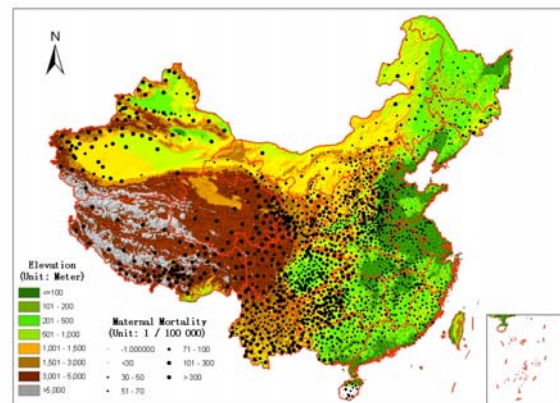 N
Elevation
(Unit: Meter)
<=100
101 - 200
201 - 500
501 - 1,000
1,001 - 1,500
1,501 - 3,000
3,001 - 5,000
>5,000
Maternal Mortality
(Unit: 1 / 100 000)
-1.000000
<30
30 - 50
51 - 70
71 - 100
101 - 300
> 300